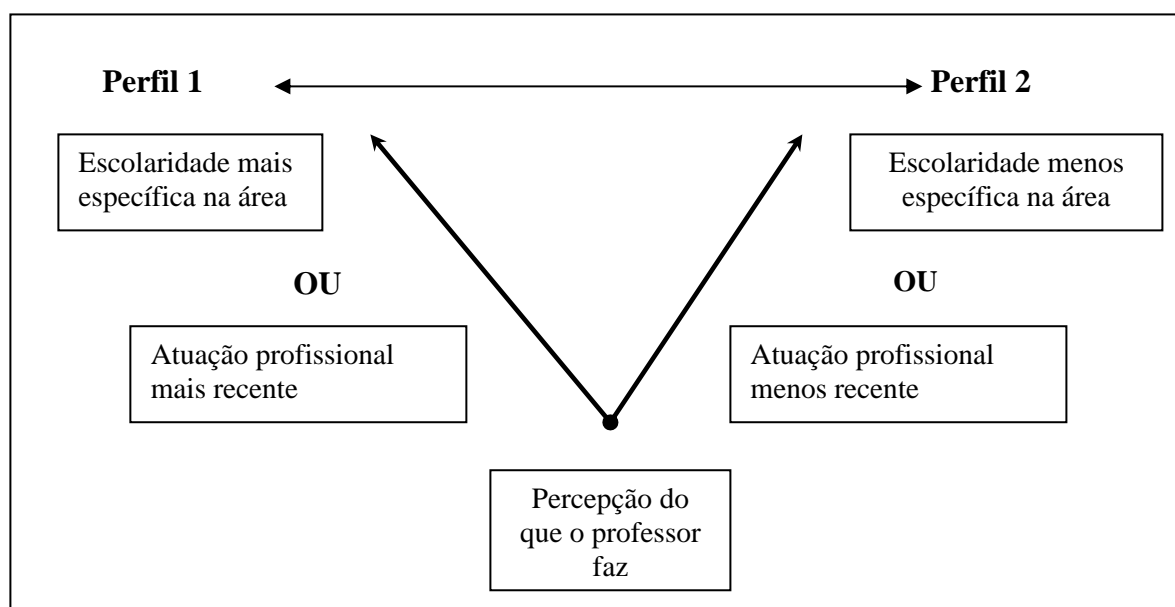 Perfil 1
Perfil 2
Escolaridade mais
específica na área
Escolaridade menos
específica na área
OU
OU
Atuação profissional
mais recente
Atuação profissional
menos recente
Percepção do
que o professor
faz